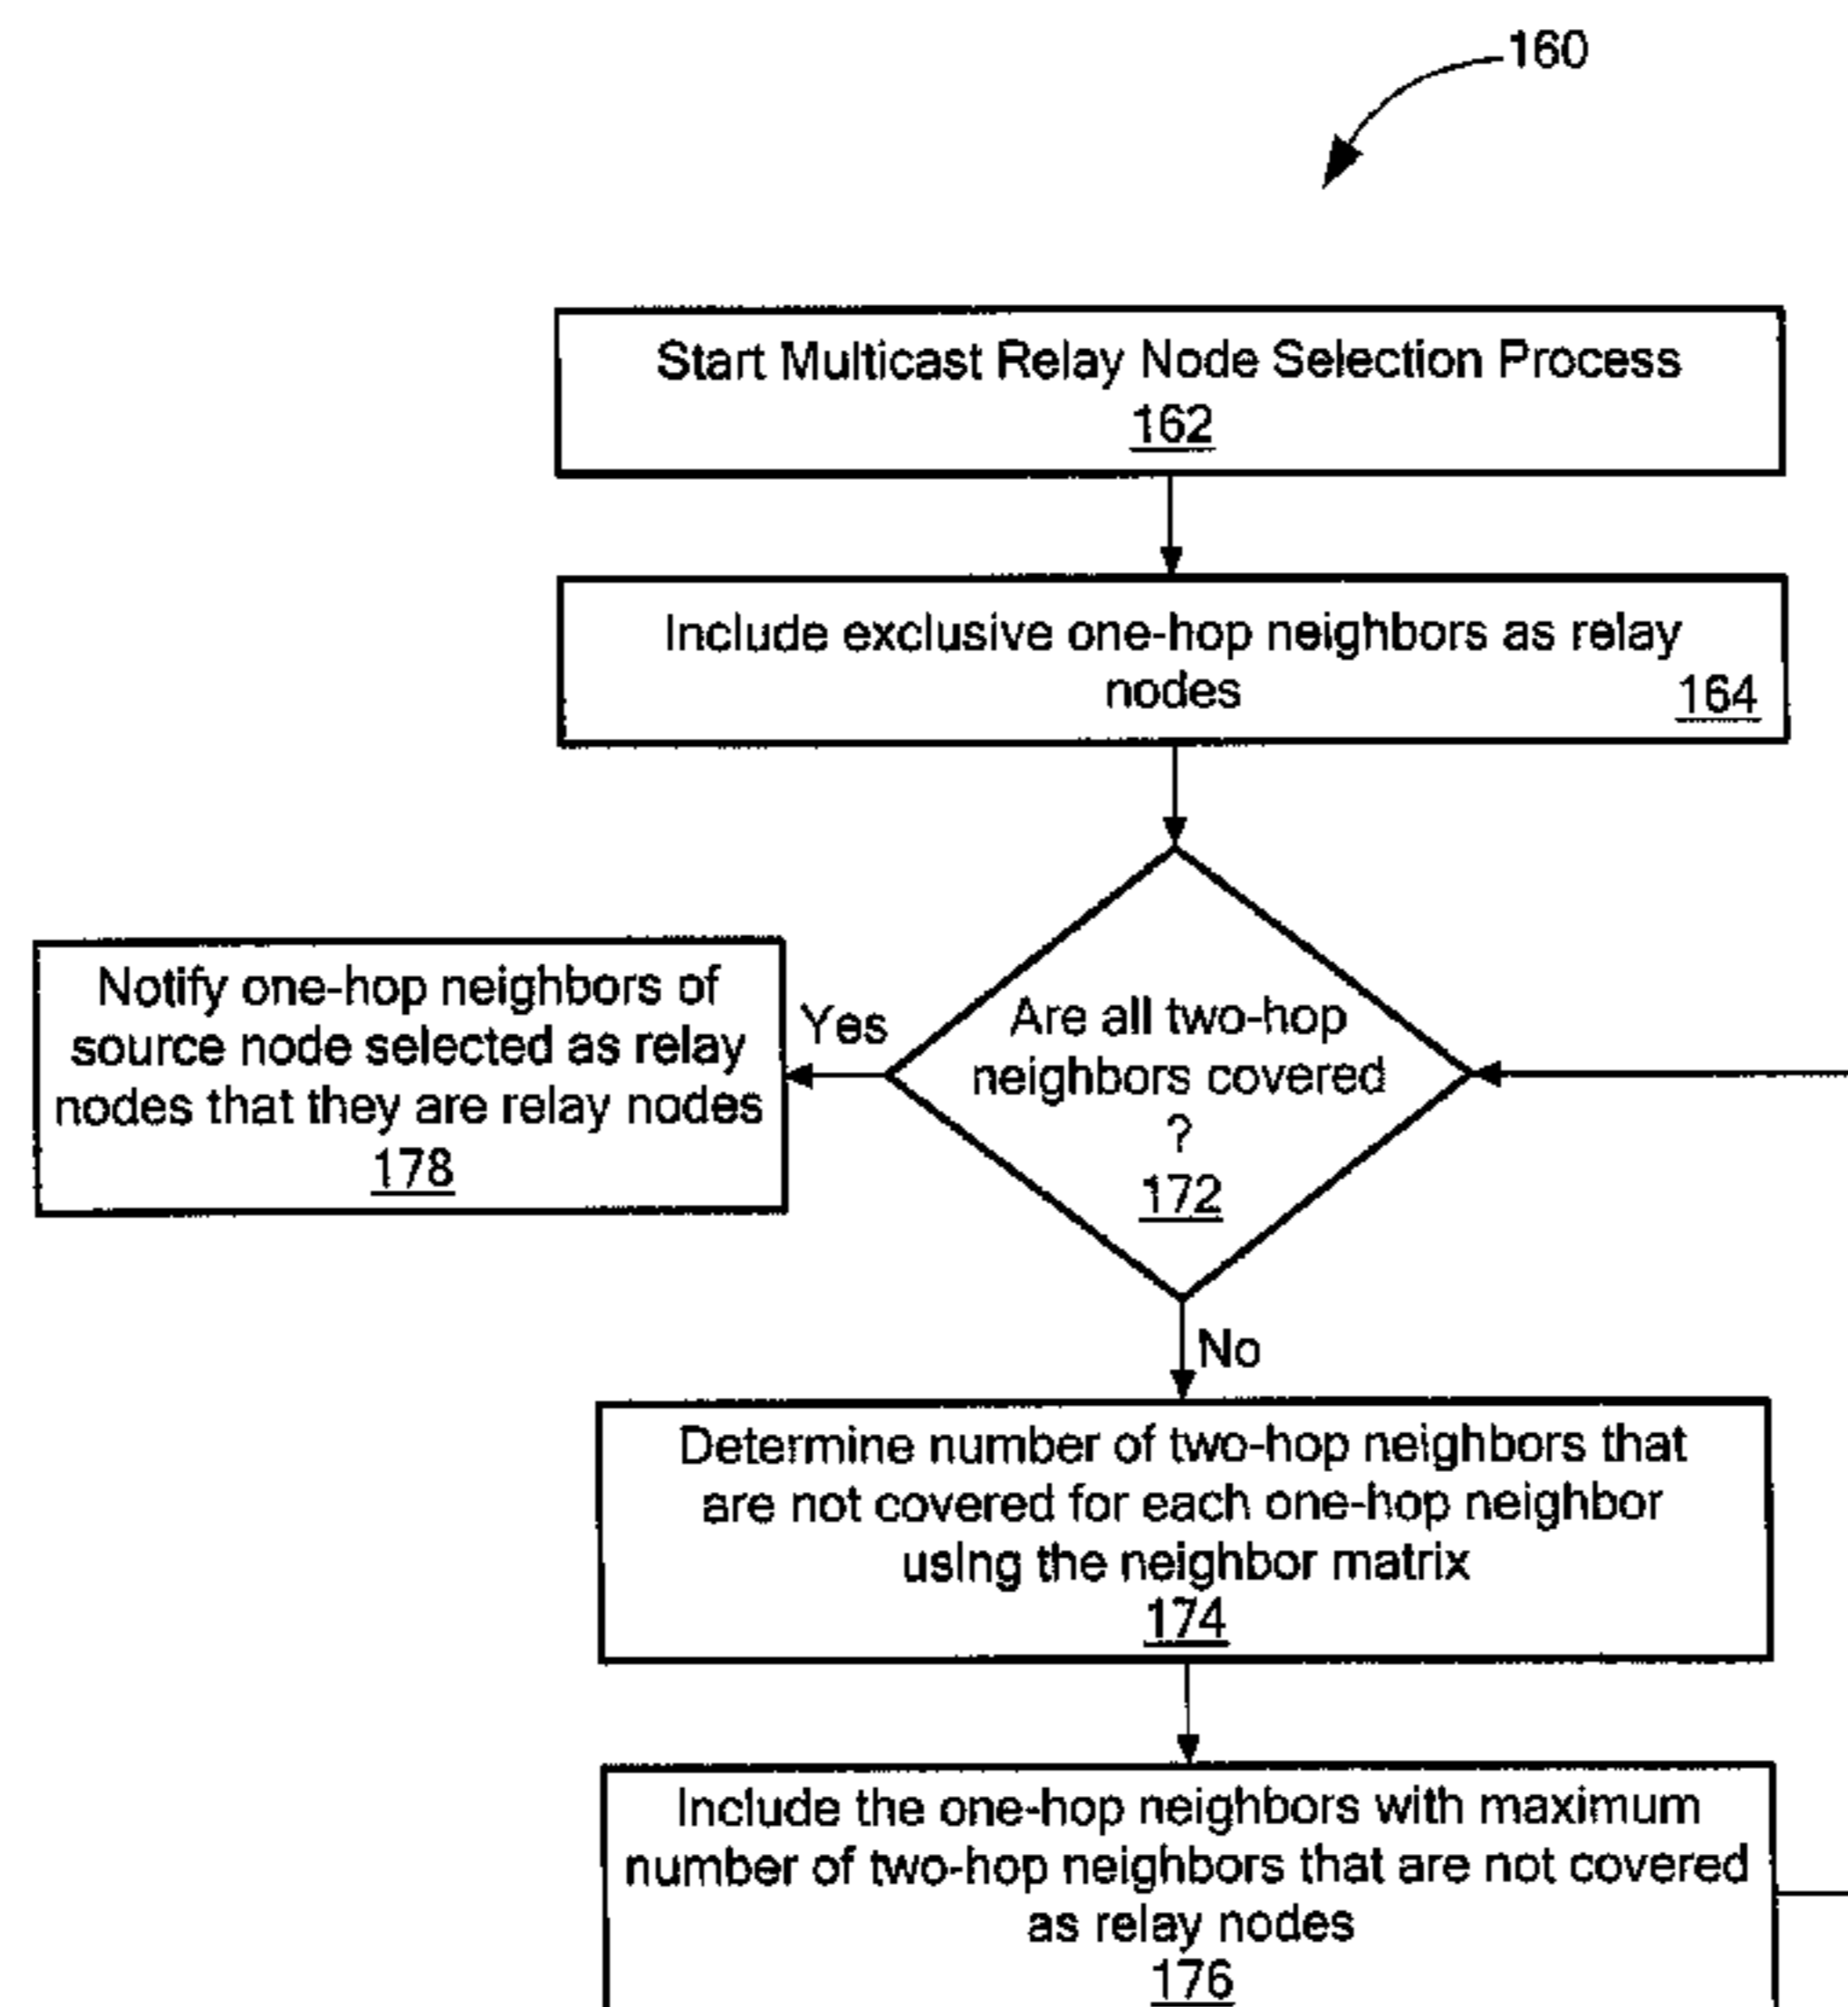 160
Start Multicast Relay Node Selection Process
162
Include exclusive one-hop neighbors as relay
nodes
164
Are all two-hop
neighbors covered
?
172
Yes
Notify one-hop neighbors of
source node selected as relay
nodes that they are relay nodes
178
No
Determine number of two-hop neighbors that
are not covered for each one-hop neighbor
using the neighbor matrix
174
Include the one-hop neighbors with maximum
number of two-hop neighbors that are not covered
as relay nodes
176